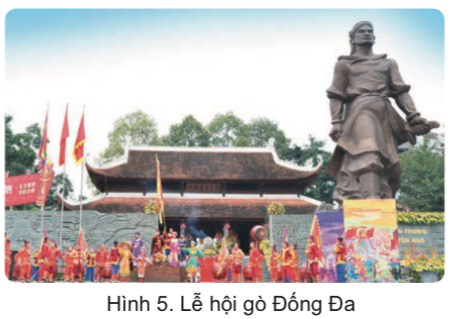 Hình 5. Lễ hội gò Đống Đa